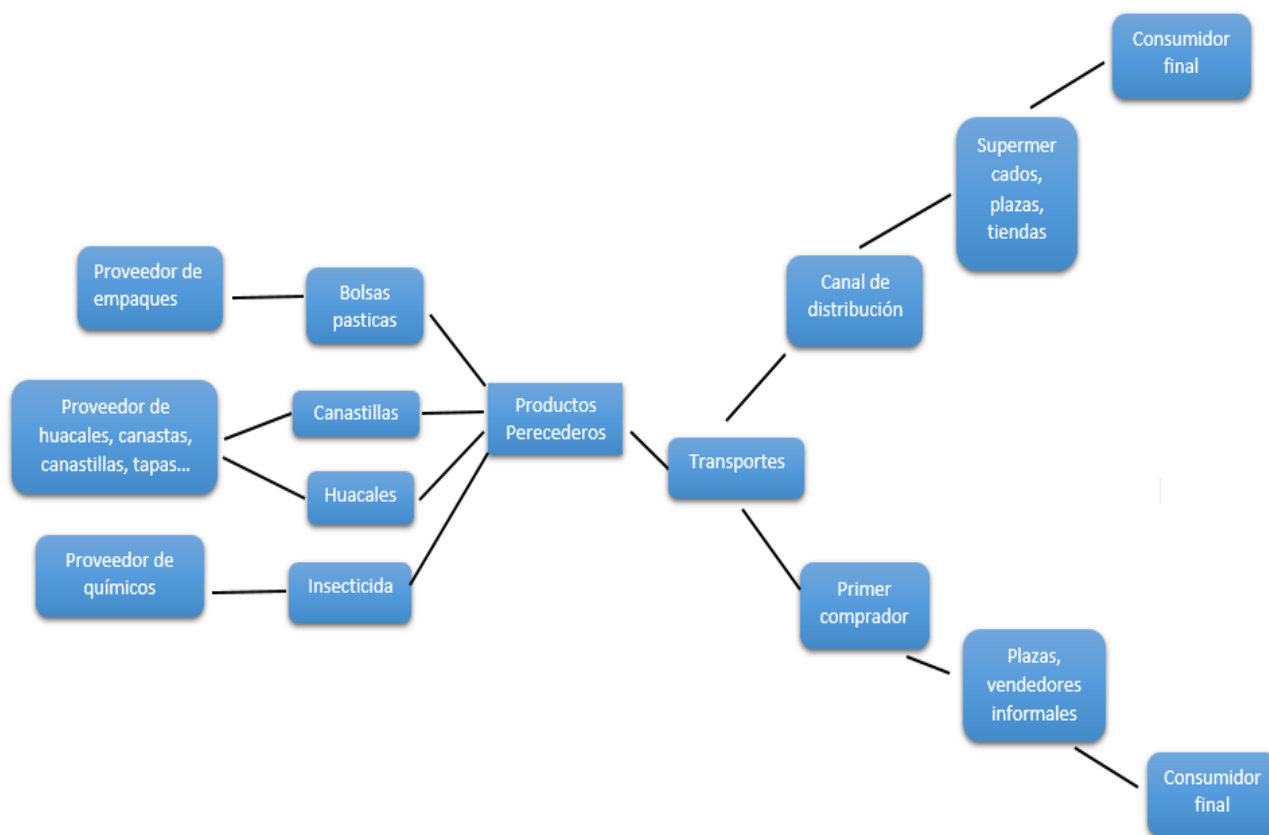 Consumidor
final
Supermer
cados,
plazas,
tiendas
Canal de
distribución
Proveedor de
empaques
Bolsas
pasticas
Proveedor de
huacales, canastas,
canastillas, tapas...
Canastillas
Huacales
Productos
Perecederos
Transportes
Proveedor de
químicos
Insecticida
Primer
comprador
Plazas,
vendedores
informales
Consumidor
final